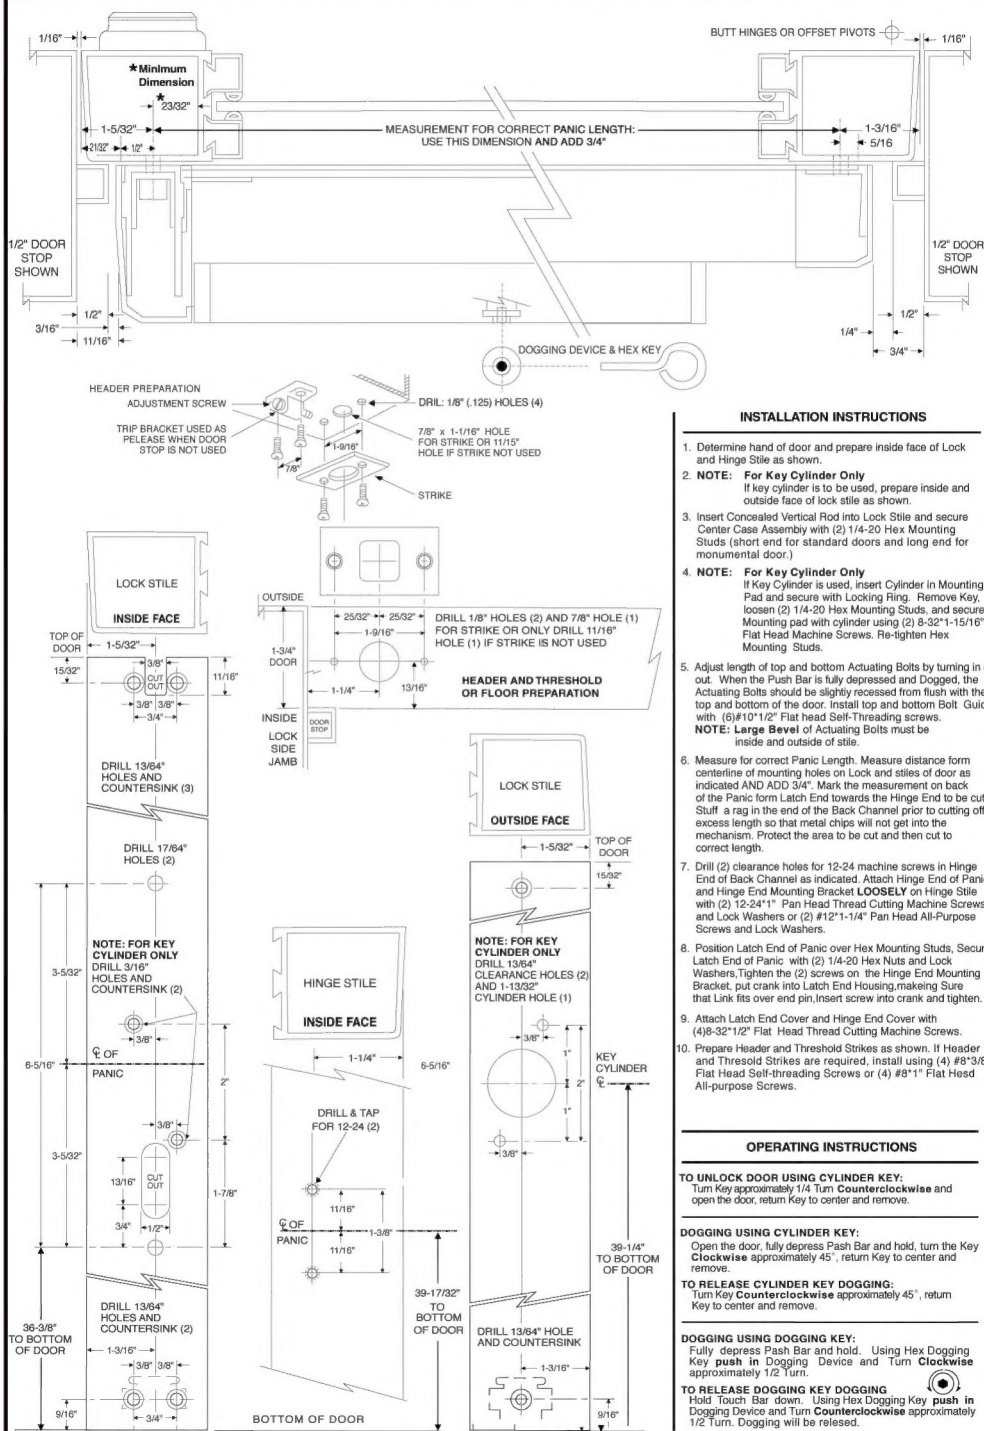 1/16"
BUTT HINGES OR OFFSET PIVOTS
1/16"
*Minimum
Dimension
*
23/32"
1-5/32"
MEASUREMENT FOR CORRECT PANIC LENGTH:
USE THIS DIMENSION AND ADD 3/4"
1-3/16"
5/16
21/32"
1/2"
1/2" DOOR
STOP
SHOWN
1/2" DOOR
STOP
SHOWN
1/2"
3/16"
11/16"
1/2"
1/4"
3/4"
DOGGING DEVICE & HEX KEY
HEADER PREPARATION
ADJUSTMENT SCREW
TRIP BRACKET USED AS
PELEASE WHEN DOOR
STOP IS NOT USED
7/8"
1-9/16"
DRIL: 1/8" (.125) HOLES (4)
7/8" x 1-1/16" HOLE
FOR STRIKE OR 11/15"
HOLE IF STRIKE NOT USED
STRIKE
LOCK STILE
INSIDE FACE
TOP OF
DOOR
1-5/32"
15/32"
3/8"
CUT
OUT
11/16"
3/8" 3/8"
3/4"
DRILL 13/64"
HOLES AND
COUNTERSINK (3)
DRILL 17/64"
HOLES (2)
3-5/32"
NOTE: FOR KEY
CYLINDER ONLY
DRILL 3/16"
HOLES AND
COUNTERSINK (2)
3/8"
℄ OF
PANIC
6-5/16"
2"
3/8"
3-5/32"
CUT
OUT
13/16"
1-7/8"
3/4"
1/2"
DRILL 13/64"
HOLES AND
COUNTERSINK (2)
36-3/8"
TO BOTTOM
OF DOOR
1-3/16"
3/8" 3/8"
3/4"
9/16"
OUTSIDE
25/32" 25/32"
1-9/16"
DRILL 1/8" HOLES (2) AND 7/8" HOLE (1)
FOR STRIKE OR ONLY DRILL 11/16"
HOLE (1) IF STRIKE IS NOT USED
1-3/4"
DOOR
1-1/4"
13/16"
HEADER AND THRESHOLD
OR FLOOR PREPARATION
INSIDE
DOOR
STOP
LOCK
SIDE
JAMB
HINGE STILE
INSIDE FACE
1-1/4"
6-5/16"
DRILL & TAP
FOR 12-24 (2)
11/16"
1-3/8"
℄ OF
PANIC
11/16"
39-17/32"
TO
BOTTOM
OF DOOR
BOTTOM OF DOOR
LOCK STILE
OUTSIDE FACE
1-5/32"
TOP OF
DOOR
15/32"
NOTE: FOR KEY
CYLINDER ONLY
DRILL 13/64"
CLEARANCE HOLES (2)
AND 1-13/32"
CYLINDER HOLE (1)
3/8"
1"
2"
KEY
CYLINDER
℄
1"
3/8"
39-1/4"
TO BOTTOM
OF DOOR
DRILL 13/64" HOLE
AND COUNTERSINK
1-3/16"
9/16"
INSTALLATION INSTRUCTIONS
1. Determine hand of door and prepare inside face of Lock
and Hinge Stile as shown.
2. NOTE: For Key Cylinder Only
If key cylinder is to be used, prepare inside and
outside face of lock stile as shown.
3. Insert Concealed Vertical Rod into Lock Stile and secure
Center Case Assembly with (2) 1/4-20 Hex Mounting
Studs (short end for standard doors and long end for
monumental door.)
4. NOTE: For Key Cylinder Only
If Key Cylinder is used, insert Cylinder in Mounting
Pad and secure with Locking Ring. Remove Key,
loosen (2) 1/4-20 Hex Mounting Studs, and secure
Mounting pad with cylinder using (2) 8-32*1-15/16"
Flat Head Machine Screws. Re-tighten Hex
Mounting Studs.
5. Adjust length of top and bottom Actuating Bolts by turning in
out. When the Push Bar is fully depressed and Dogged, the
Actuating Bolts should be slightiy recessed from flush with the
top and bottom of the door. Install top and bottom Bolt Guid
with (6)#10*1/2" Flat head Self-Threading screws.
NOTE: Large Bevel of Actuating Bolts must be
inside and outside of stile.
6. Measure for correct Panic Length. Measure distance form
centerline of mounting holes on Lock and stiles of door as
indicated AND ADD 3/4". Mark the measurement on back
of the Panic form Latch End towards the Hinge End to be cut
Stuff a rag in the end of the Back Channel prior to cutting off
excess length so that metal chips will not get into the
mechanism. Protect the area to be cut and then cut to
correct length.
7. Drill (2) clearance holes for 12-24 machine screws in Hinge
End of Back Channel as indicated. Attach Hinge End of Panic
and Hinge End Mounting Bracket LOOSELY on Hinge Stile
with (2) 12-24*1" Pan Head Thread Cutting Machine Screws
and Lock Washers or (2) #12*1-1/4" Pan Head All-Purpose
Screws and Lock Washers.
8. Position Latch End of Panic over Hex Mounting Studs, Secur
Latch End of Panic with (2) 1/4-20 Hex Nuts and Lock
Washers,Tighten the (2) screws on the Hinge End Mounting
Bracket, put crank into Latch End Housing,makeing Sure
that Link fits over end pin,Insert screw into crank and tighten.
9. Attach Latch End Cover and Hinge End Cover with
(4)8-32*1/2" Flat Head Thread Cutting Machine Screws.
10. Prepare Header and Threshold Strikes as shown. If Header
and Thresold Strikes are required, install using (4) #8*3/8
Flat Head Self-threading Screws or (4) #8*1" Flat Hesd
All-purpose Screws.
OPERATING INSTRUCTIONS
TO UNLOCK DOOR USING CYLINDER KEY:
Turn Key approximately 1/4 Turn Counterclockwise and
open the door, return Key to center and remove.
DOGGING USING CYLINDER KEY:
Open the door, fully depress Pash Bar and hold, turn the Key
Clockwise approximately 45°, return Key to center and
remove.
TO RELEASE CYLINDER KEY DOGGING:
Turn Key Counterclockwise approximately 45°, return
Key to center and remove.
DOGGING USING DOGGING KEY:
Fully depress Pash Bar and hold. Using Hex Dogging
Key push in Dogging Device and Turn Clockwise
approximately 1/2 Turn.
TO RELEASE DOGGING KEY DOGGING
Hold Touch Bar down. Using Hex Dogging Key push in
Dogging Device and Turn Counterclockwise approximately
1/2 Turn. Dogging will be relesed.